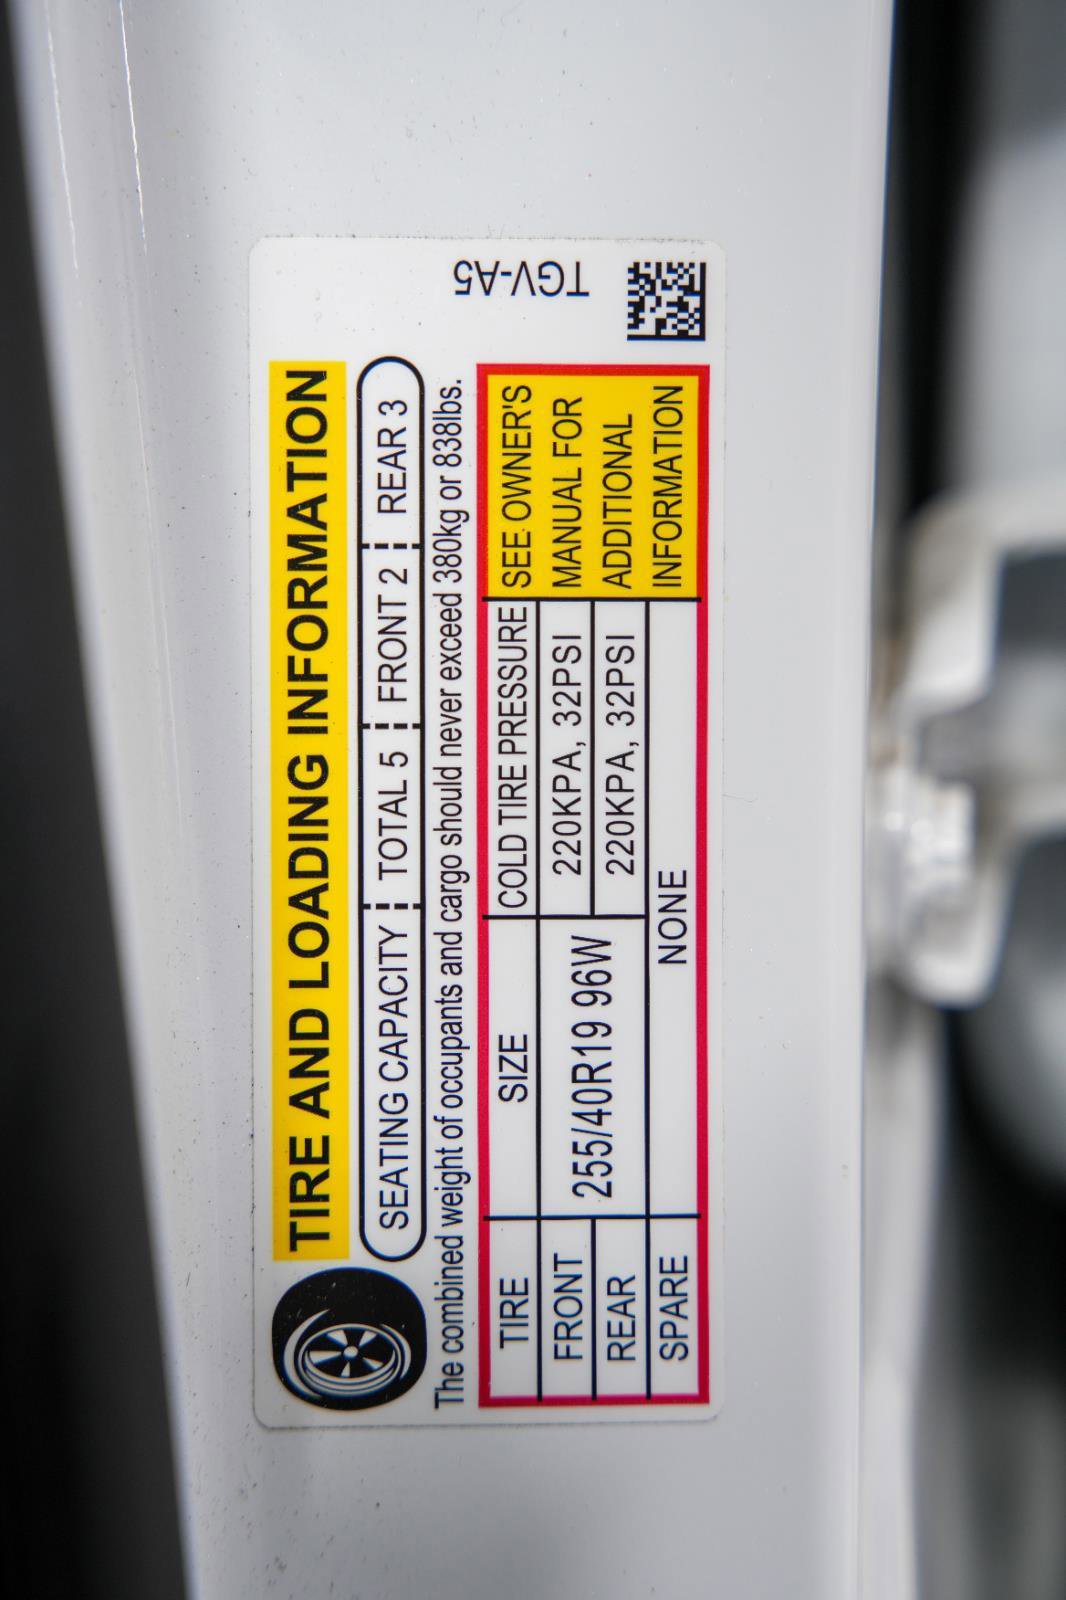 TIRE AND LOADING INFORMATION
SEATING CAPACITY TOTAL 5 FRONT 2 REAR 3
The combined weight of occupants and cargo should never exceed 380kg or 838lbs.
TIRE SIZE COLD TIRE PRESSURE
FRONT 255/40R19 96W 220KPA, 32PSI
REAR 220KPA, 32PSI
SPARE NONE
SEE OWNER'S
MANUAL FOR
ADDITIONAL
INFORMATION
TGV-A5